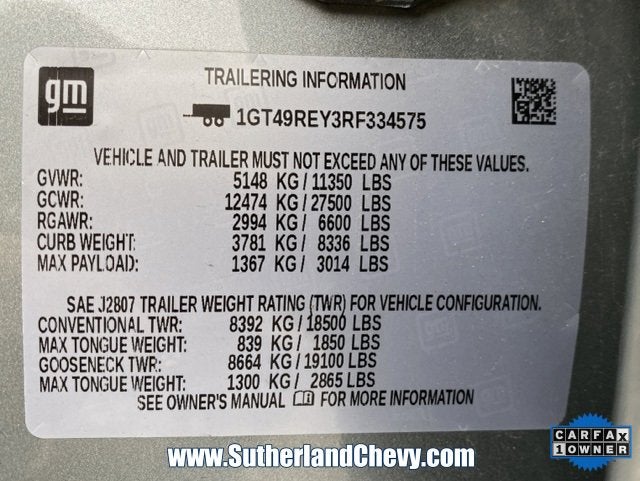 gm
TRAILERING INFORMATION
1GT49REY3RF334575
VEHICLE AND TRAILER MUST NOT EXCEED ANY OF THESE VALUES.
GVWR: 5148 KG / 11350 LBS
GCWR: 12474 KG / 27500 LBS
RGAWR: 2994 KG / 6600 LBS
CURB WEIGHT: 3781 KG / 8336 LBS
MAX PAYLOAD: 1367 KG / 3014 LBS
SAE J2807 TRAILER WEIGHT RATING (TWR) FOR VEHICLE CONFIGURATION.
CONVENTIONAL TWR: 8392 KG / 18500 LBS
MAX TONGUE WEIGHT: 839 KG / 1850 LBS
GOOSENECK TWR: 8664 KG / 19100 LBS
MAX TONGUE WEIGHT: 1300 KG / 2865 LBS
SEE OWNER'S MANUAL FOR MORE INFORMATION
www.SutherlandChevy.com
CARFAX
1 OWNER